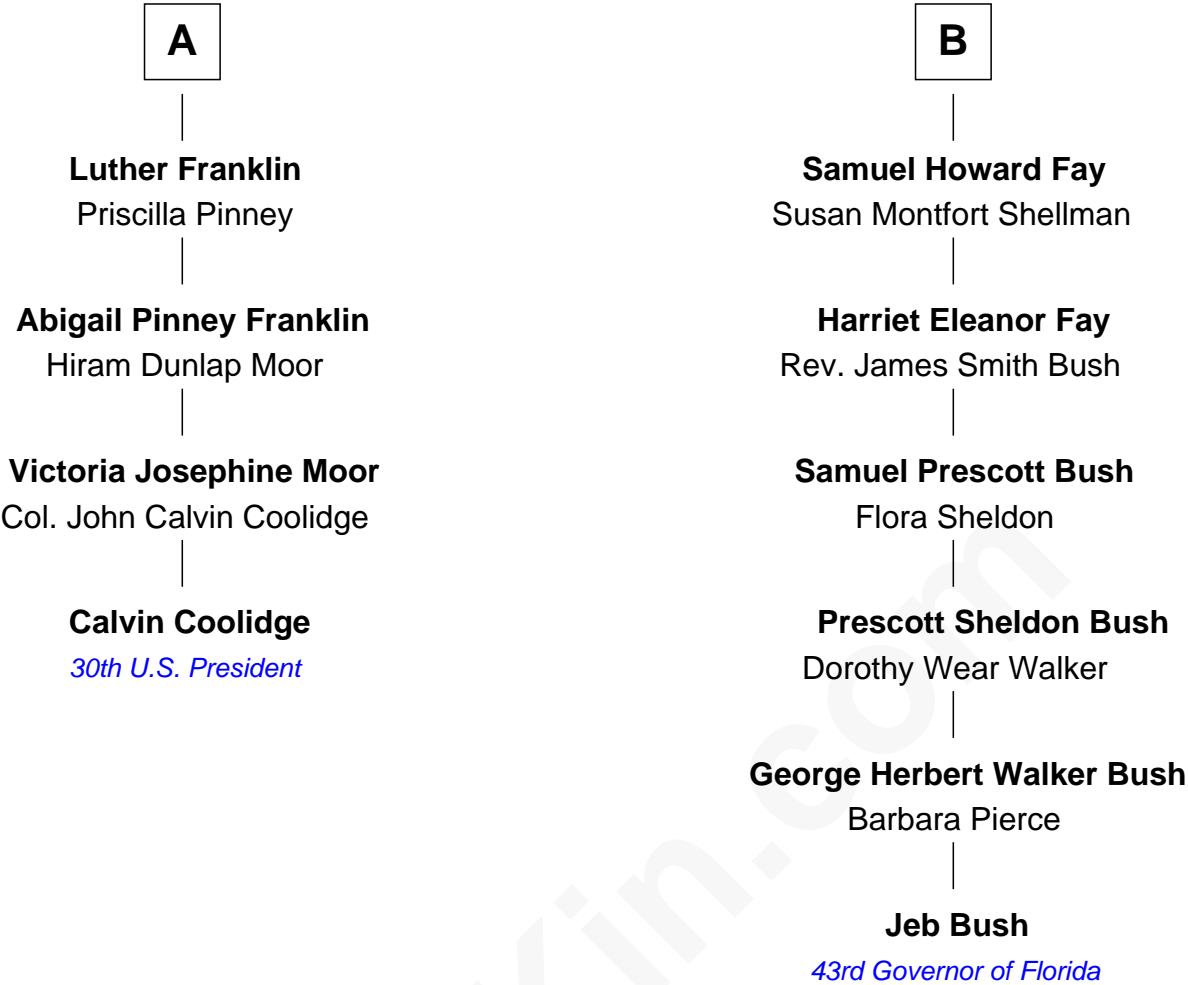 A
Luther Franklin
Priscilla Pinney
Abigail Pinney Franklin
Hiram Dunlap Moor
Victoria Josephine Moor
Col. John Calvin Coolidge
Calvin Coolidge
30th U.S. President
B
Samuel Howard Fay
Susan Montfort Shellman
Harriet Eleanor Fay
Rev. James Smith Bush
Samuel Prescott Bush
Flora Sheldon
Prescott Sheldon Bush
Dorothy Wear Walker
George Herbert Walker Bush
Barbara Pierce
Jeb Bush
43rd Governor of Florida
Kin.com